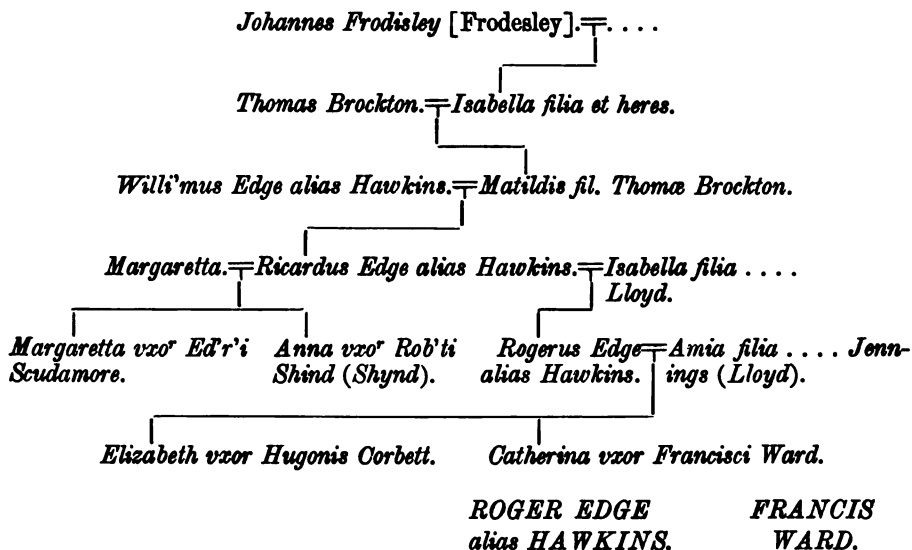 Johannes Frodisley [Frodesley].= . . . .
Thomas Brockton.=Isabella filia et heres.
Willi'mus Edge alias Hawkins.=Matildis fil. Thomæ Brockton.
Margaretta.=Ricardus Edge alias Hawkins.=Isabella filia . . . .
Lloyd.
Margaretta vxoʳ Ed'r'i Anna vxoʳ Rob'ti Rogerus Edge=Amia filia . . . . Jenn-
Scudamore. Shind (Shynd). alias Hawkins. ings (Lloyd).
Elizabeth vxor Hugonis Corbett. Catherina vxor Francisci Ward.
ROGER EDGE FRANCIS
alias HAWKINS. WARD.